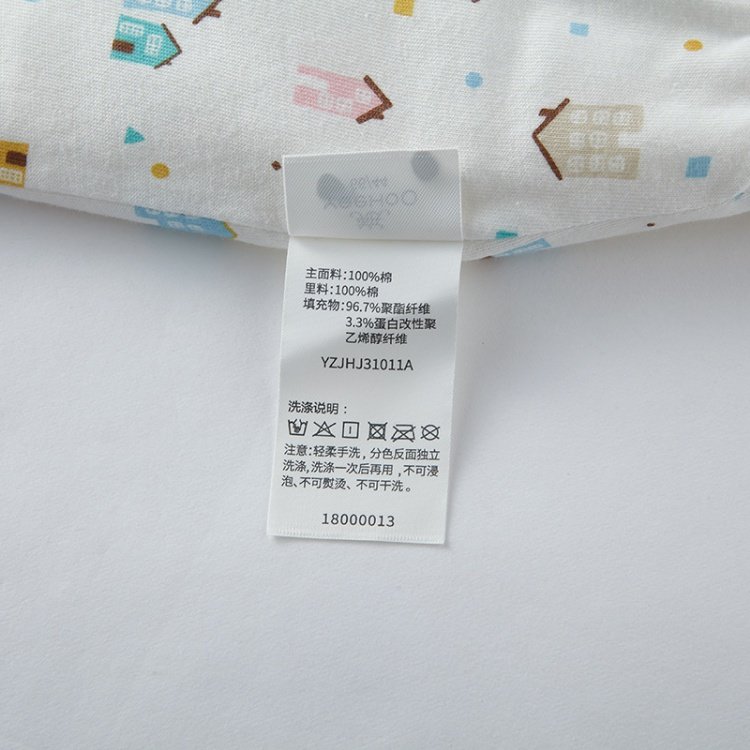 66/44
YEEHOO
主面料:100%棉
里料:100%棉
填充物:96.7%聚酯纤维
3.3%蛋白改性聚
乙烯醇纤维
YZJHJ31011A
洗涤说明:
注意:轻柔手洗,分色反面独立
洗涤,洗涤一次后再用,不可浸
泡、不可熨烫、不可干洗。
18000013